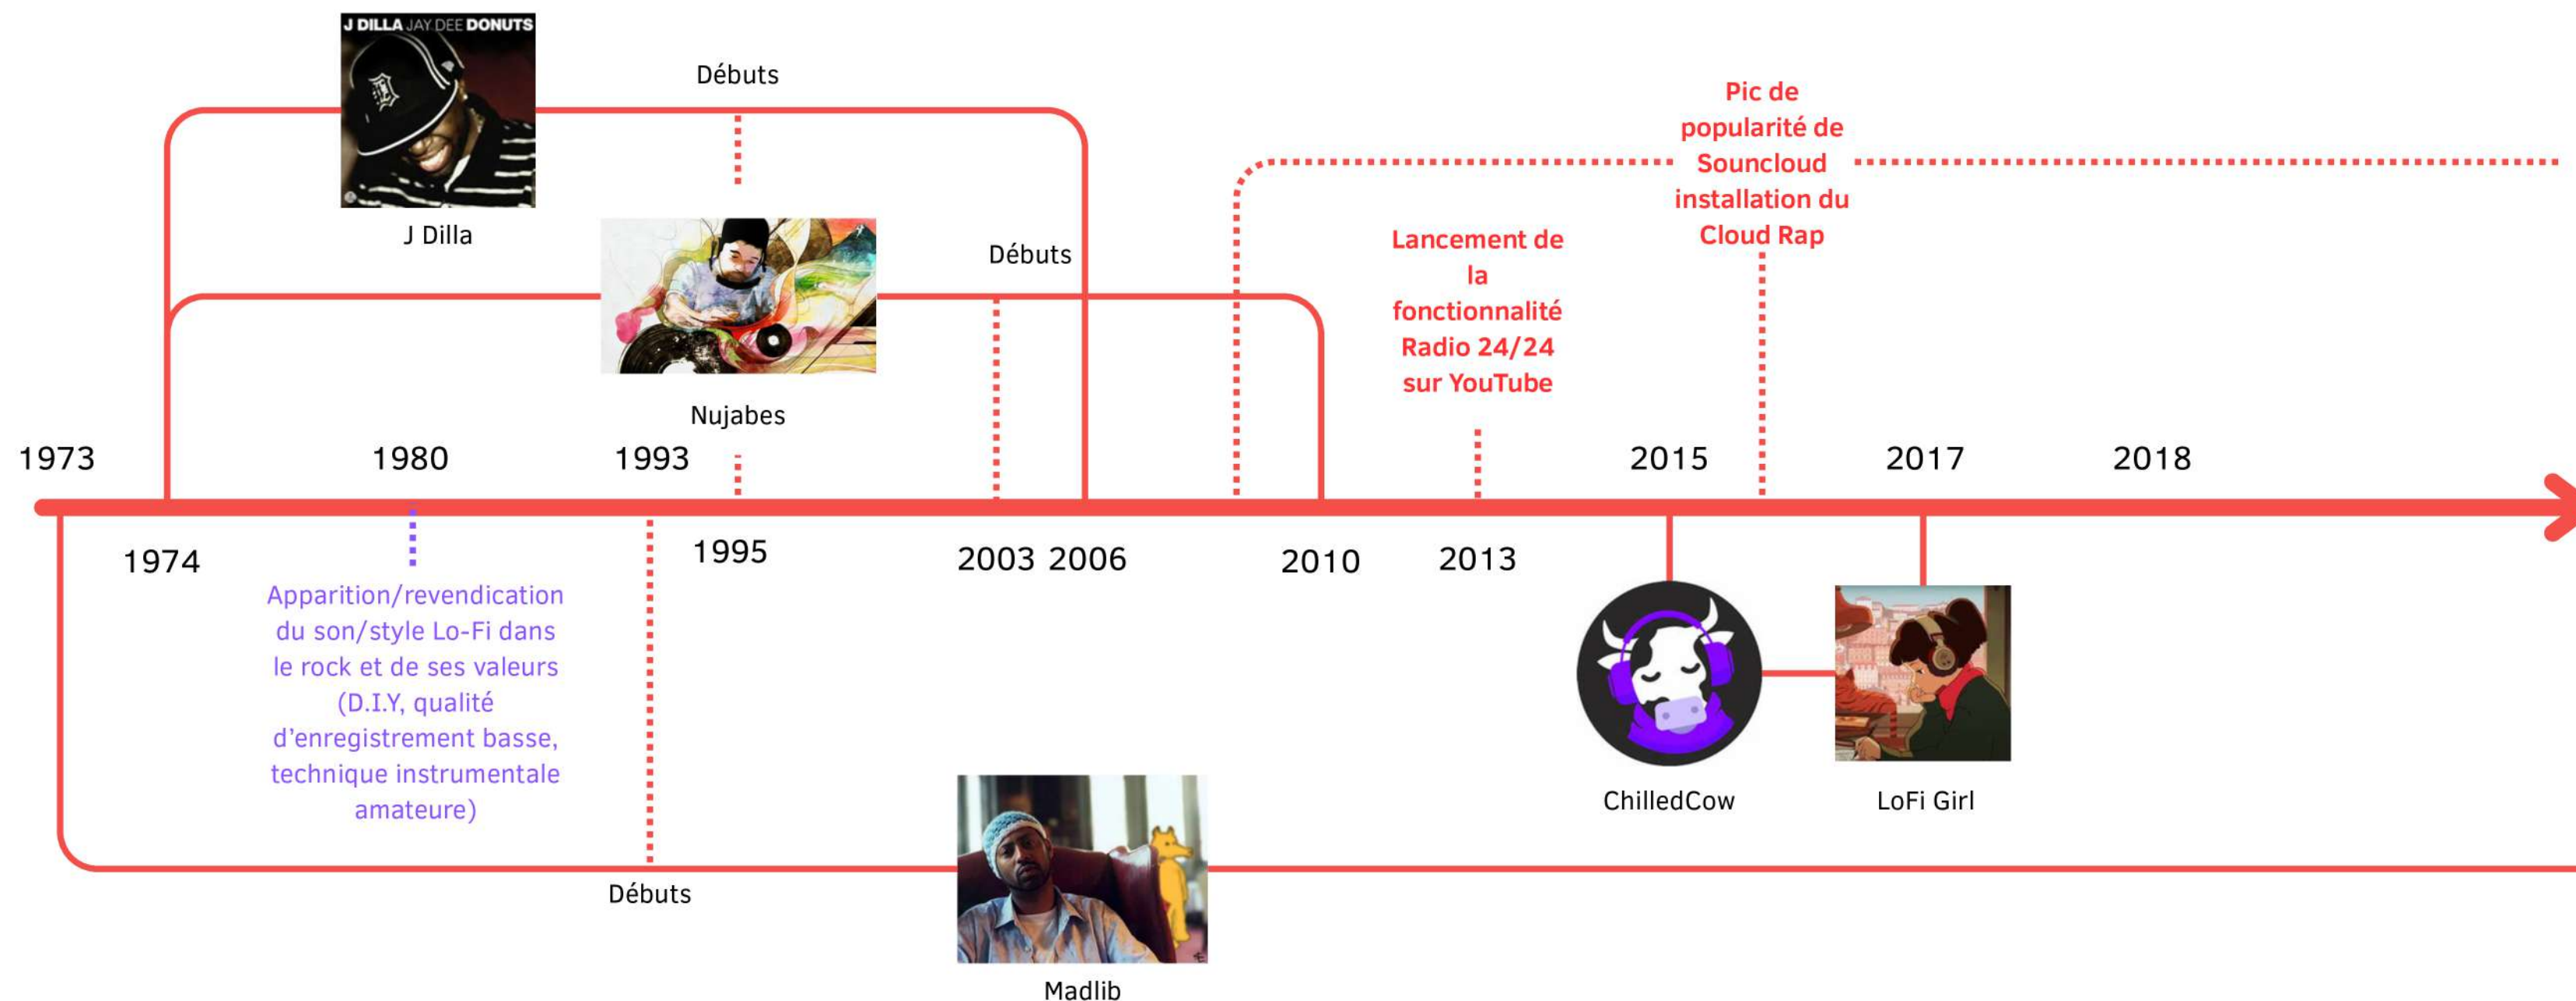 J DILLA JAY DEE DONUTS
Débuts
J Dilla
Pic de
popularité de
Souncloud
installation du
Cloud Rap
Débuts
Lancement de
la
fonctionnalité
Radio 24/24
sur YouTube
Nujabes
1973
1980
1993
2015
2017
2018
1974
1995
2003
2006
2010
2013
Apparition/revendication
du son/style Lo-Fi dans
le rock et de ses valeurs
(D.I.Y, qualité
d'enregistrement basse,
technique instrumentale
amateure)
ChilledCow
LoFi Girl
Débuts
Madlib